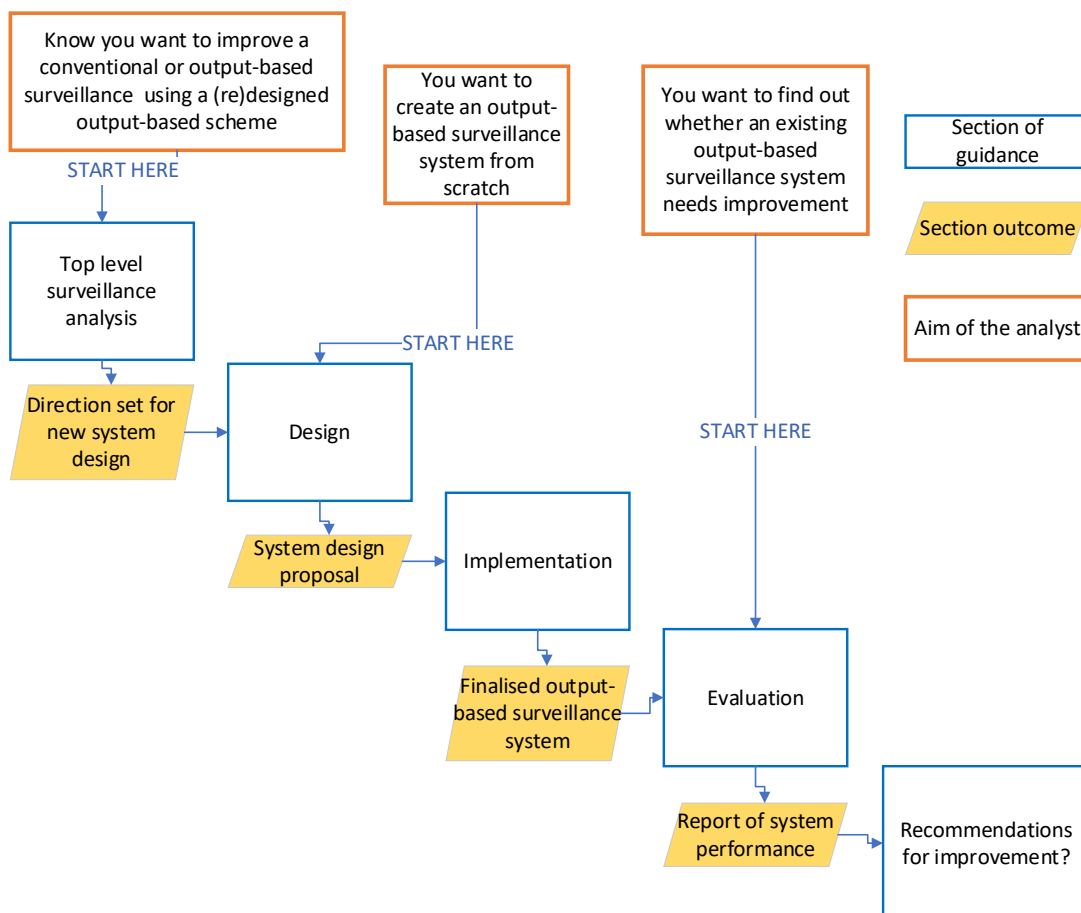 Know you want to improve a
conventional or output-based
surveillance  using a (re)designed
output-based scheme
You want to
create an output-
based surveillance
system from
scratch
You want to find out
whether an existing
output-based
surveillance system
needs improvement
Section of
guidance
START HERE
Section outcome
Top level
surveillance
analysis
Aim of the analyst
START HERE
Direction set for
new system
design
Design
START HERE
System design
proposal
Implementation
Finalised output-
based surveillance
system
Evaluation
Report of system
performance
Recommendations
for improvement?